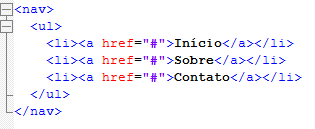 <nav>
<ul>
<li><a href="#">Início</a></li>
<li><a href="#">Sobre</a></li>
<li><a href="#">Contato</a></li>
</ul>
</nav>